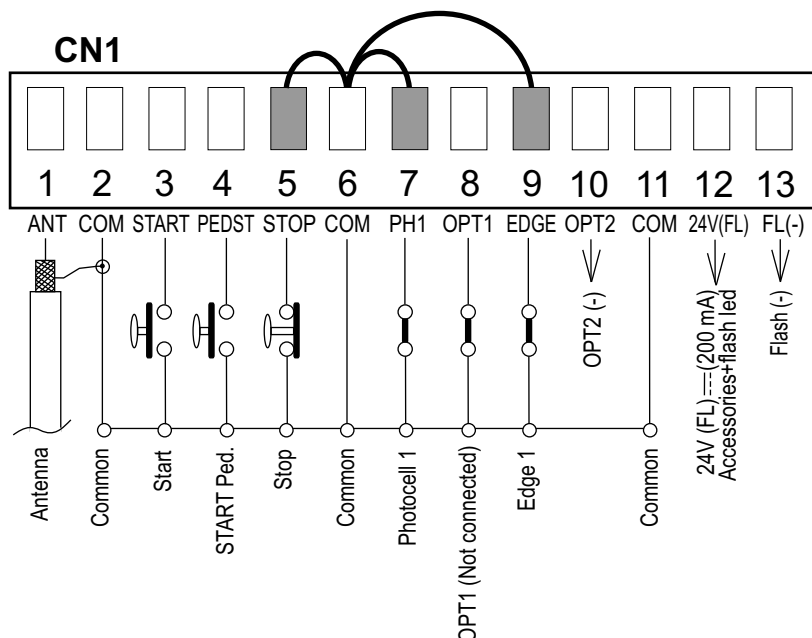 CN1
1 2 3 4 5 6 7 8 9 10 11 12 13
ANT COM START PEDST STOP COM PH1 OPT1 EDGE OPT2 COM 24V(FL) FL(-)
Antenna
Common
Start
START Ped.
Stop
Common
Photocell 1
OPT1 (Not connected)
Edge 1
OPT2 (-)
Common
24V (FL) ⎓ (200 mA)
Accessories+flash led
Flash (-)